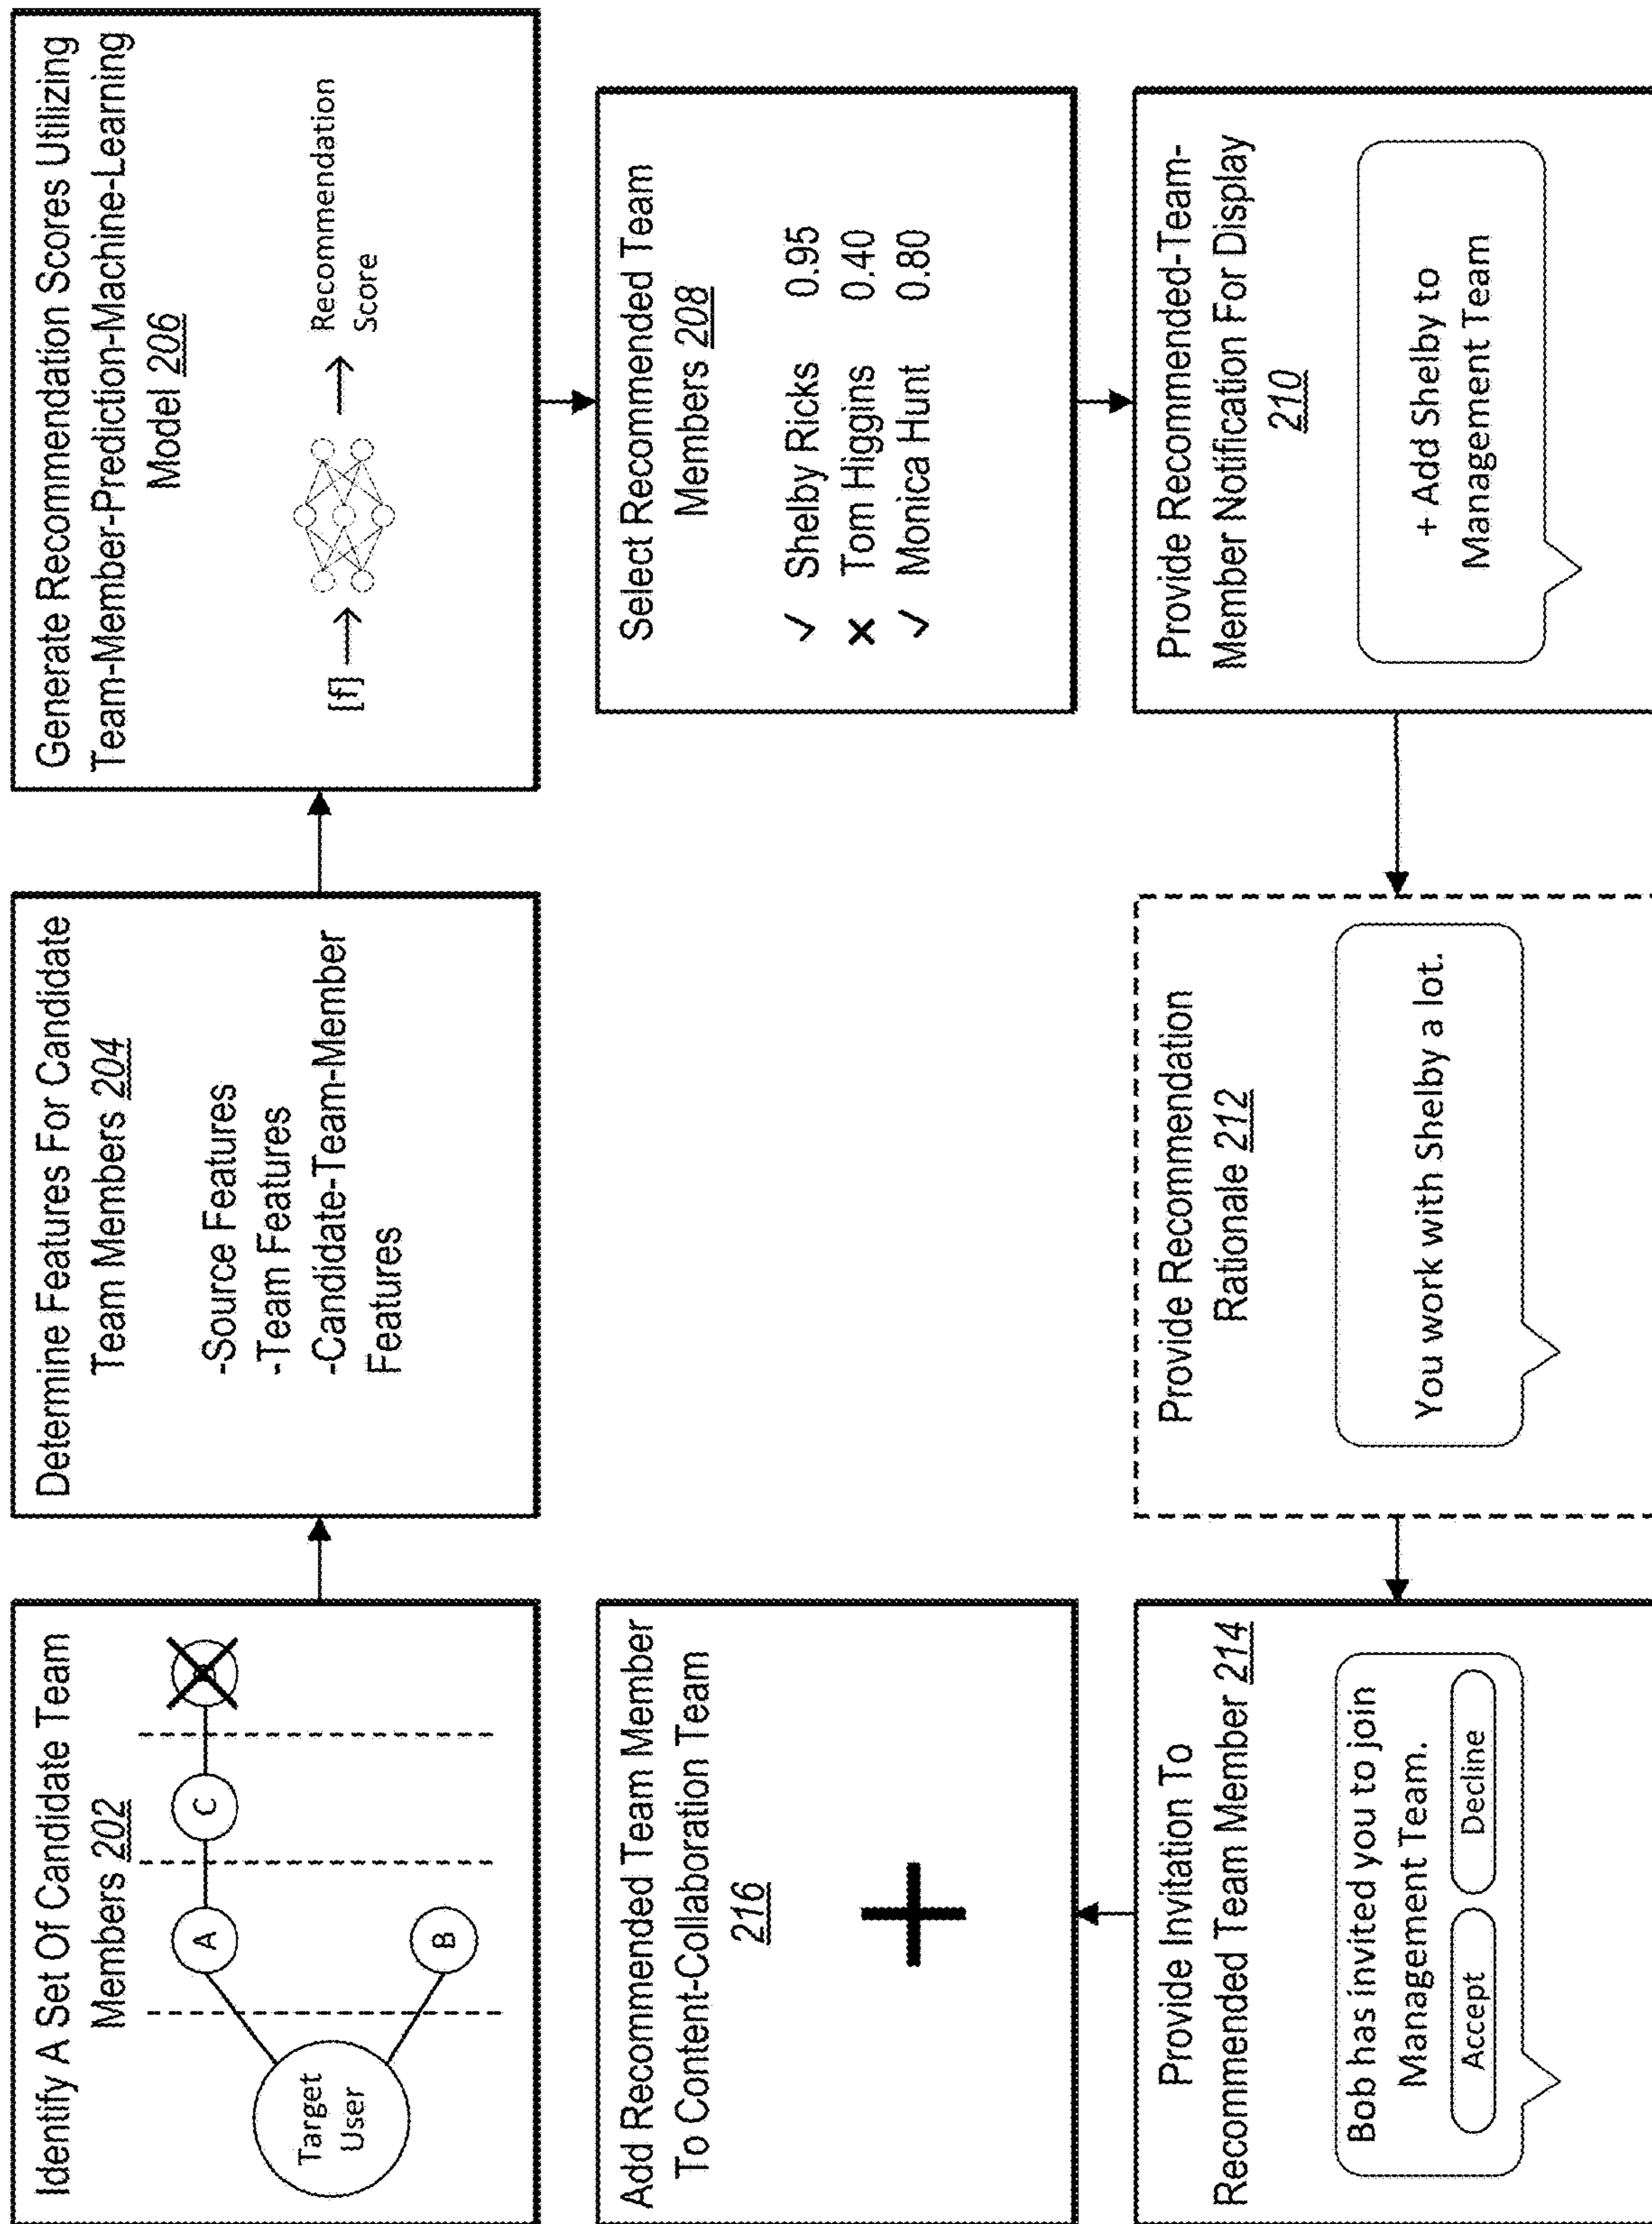 Identify A Set Of Candidate Team
Members 202
Target
User
A
B
C
Determine Features For Candidate
Team Members 204
-Source Features
-Team Features
-Candidate-Team-Member
Features
Generate Recommendation Scores Utilizing
Team-Member-Prediction-Machine-Learning
Model 206
[f]
Recommendation
Score
Select Recommended Team
Members 208
✓ Shelby Ricks 0.95
× Tom Higgins 0.40
✓ Monica Hunt 0.80
Provide Recommended-Team-
Member Notification For Display
210
+ Add Shelby to
Management Team
Provide Recommendation
Rationale 212
You work with Shelby a lot.
Provide Invitation To
Recommended Team Member 214
Bob has invited you to join
Management Team.
Accept
Decline
Add Recommended Team Member
To Content-Collaboration Team
216